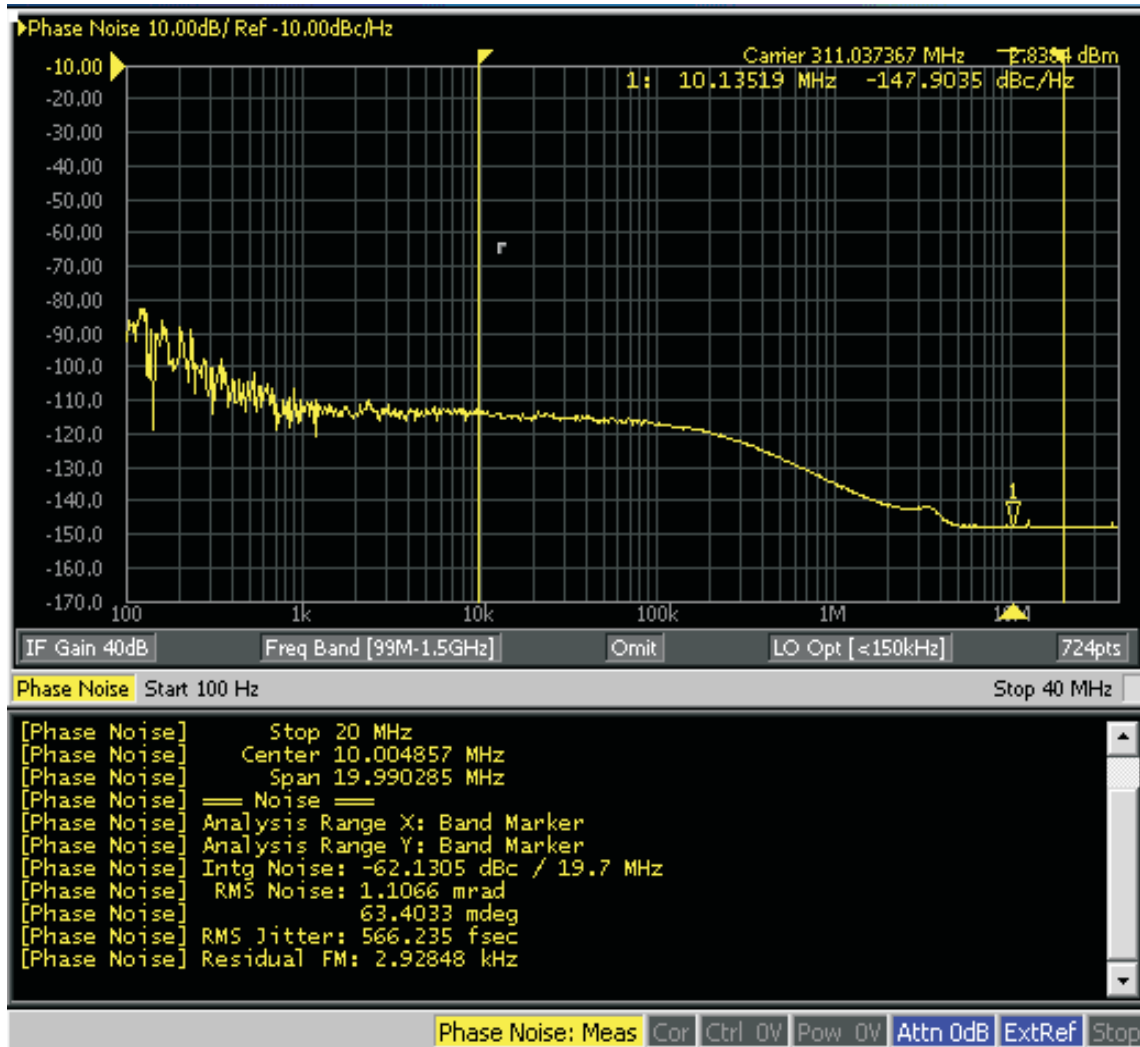 Phase Noise 10.00dB/ Ref -10.00dBc/Hz
Carrier 311.037367 MHz dBm
1: 10.13519 MHz -147.9035 dBc/Hz
-10.00
-20.00
-30.00
-40.00
-50.00
-60.00
-70.00
-80.00
-90.00
-100.0
-110.0
-120.0
-130.0
-140.0
-150.0
-160.0
-170.0
1
100 1k 10k 100k 1M
IF Gain 40dB Freq Band [99M-1.5GHz] Omit LO Opt [<150kHz] 724pts
Phase Noise Start 100 Hz Stop 40 MHz
[Phase Noise] Stop 20 MHz
[Phase Noise] Center 10.004857 MHz
[Phase Noise] Span 19.990285 MHz
[Phase Noise] === Noise ===
[Phase Noise] Analysis Range X: Band Marker
[Phase Noise] Analysis Range Y: Band Marker
[Phase Noise] Intg Noise: -62.1305 dBc / 19.7 MHz
[Phase Noise] RMS Noise: 1.1066 mrad
[Phase Noise] 63.4033 mdeg
[Phase Noise] RMS Jitter: 566.235 fsec
[Phase Noise] Residual FM: 2.92848 kHz
Phase Noise: Meas Cor Ctrl 0V Pow 0V Attn 0dB ExtRef Stop